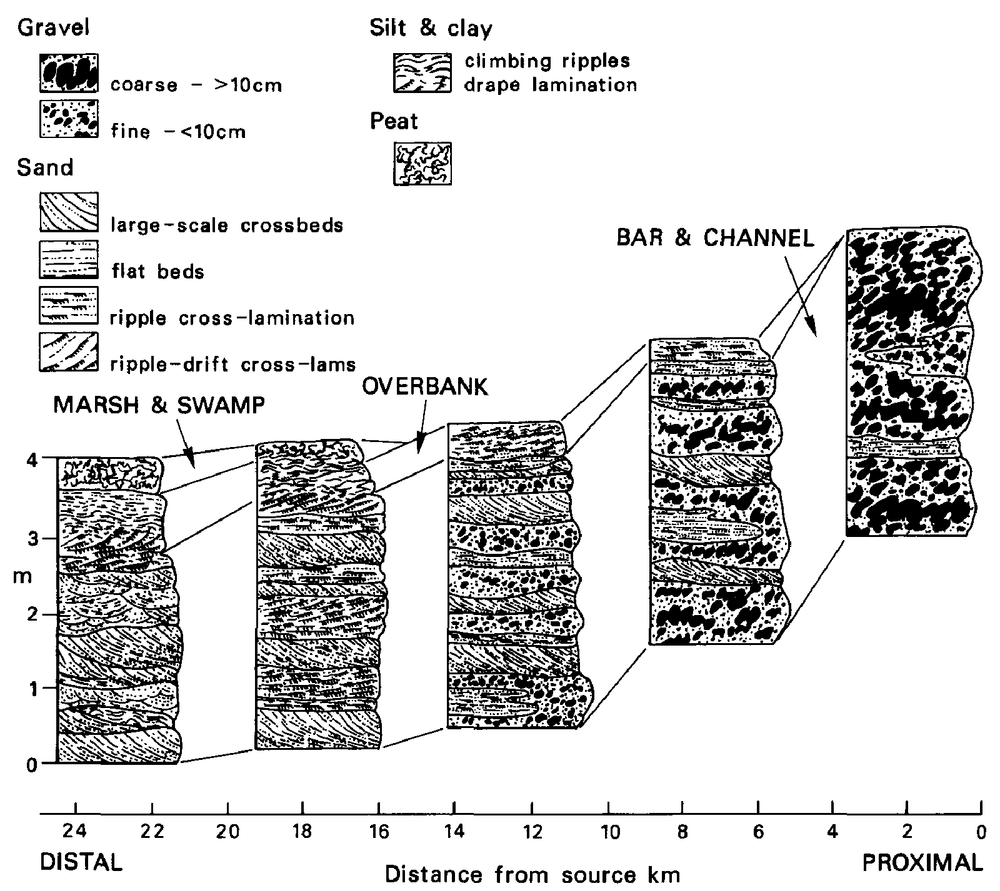 Gravel
coarse - >10cm
fine - <10cm
Sand
large-scale crossbeds
flat beds
ripple cross-lamination
ripple-drift cross-lams
Silt & clay
climbing ripples
drape lamination
Peat
BAR & CHANNEL
OVERBANK
MARSH & SWAMP
4
3
m
2
1
0
24 22 20 18 16 14 12 10 8 6 4 2 0
DISTAL
Distance from source km
PROXIMAL